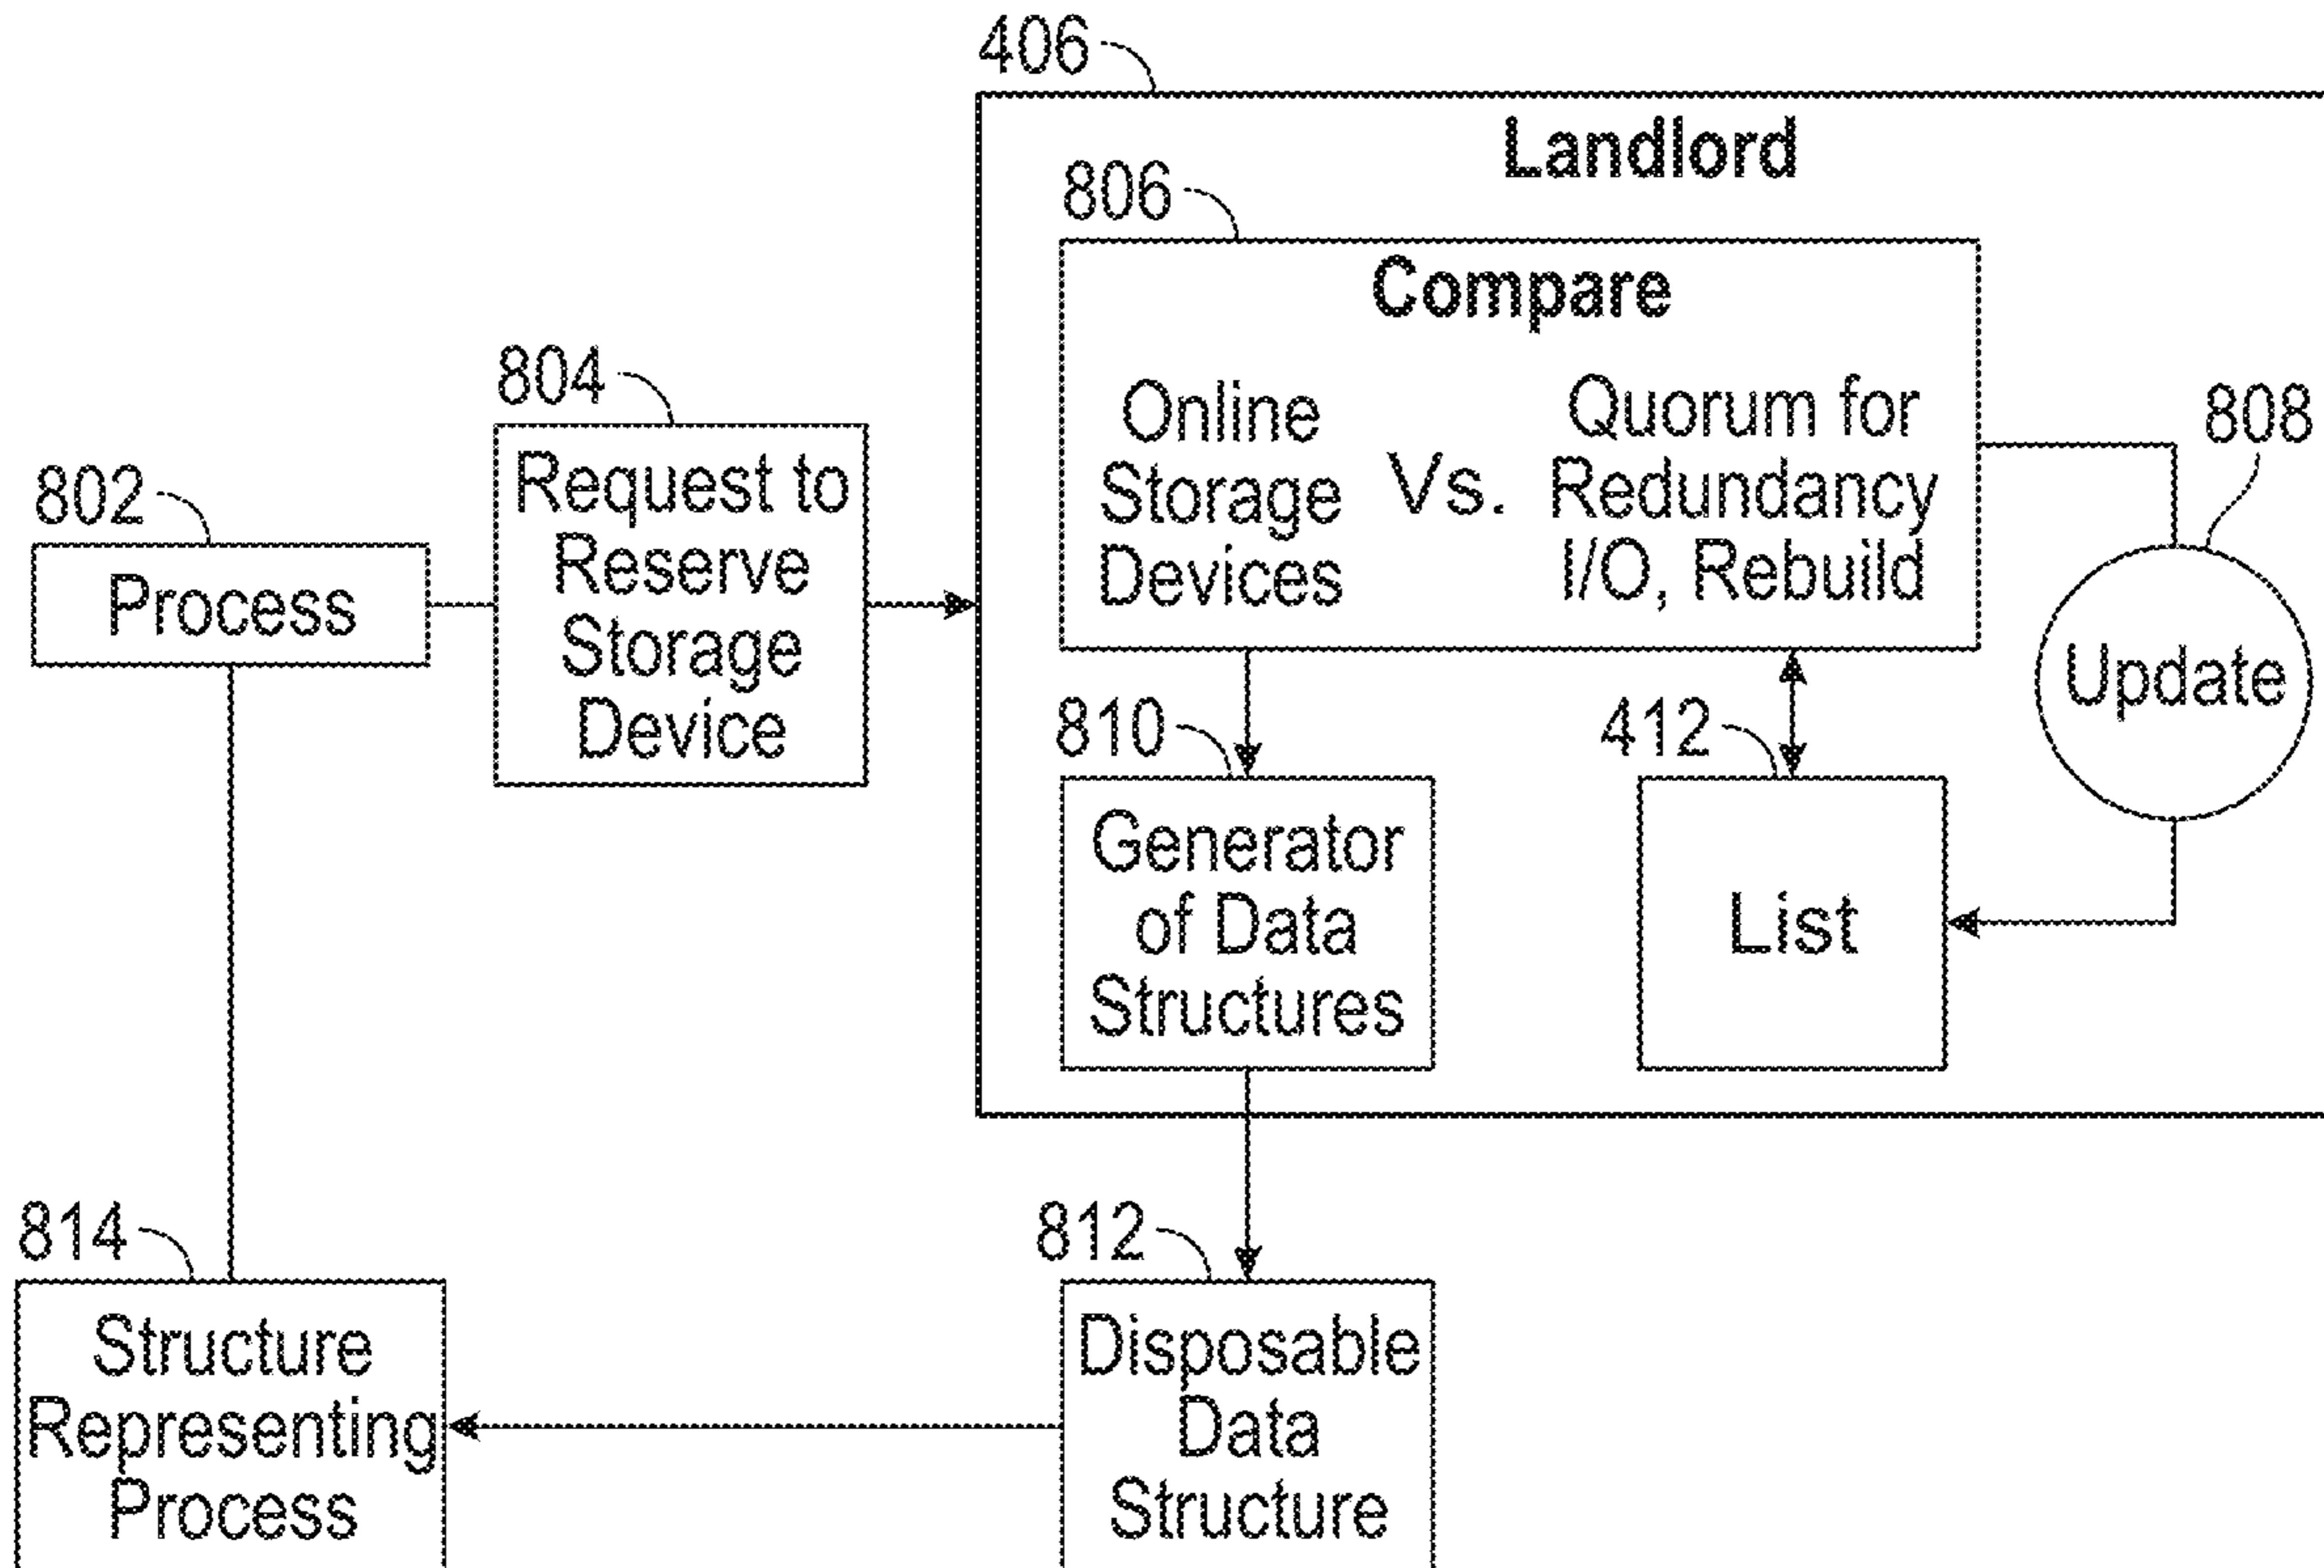 406
Landlord
806
Compare
Online
Storage
Devices
Vs.
Quorum for
Redundancy
I/O, Rebuild
808
Update
804
Request to
Reserve
Storage
Device
802
Process
810
Generator
of Data
Structures
412
List
814
Structure
Representing
Process
812
Disposable
Data
Structure